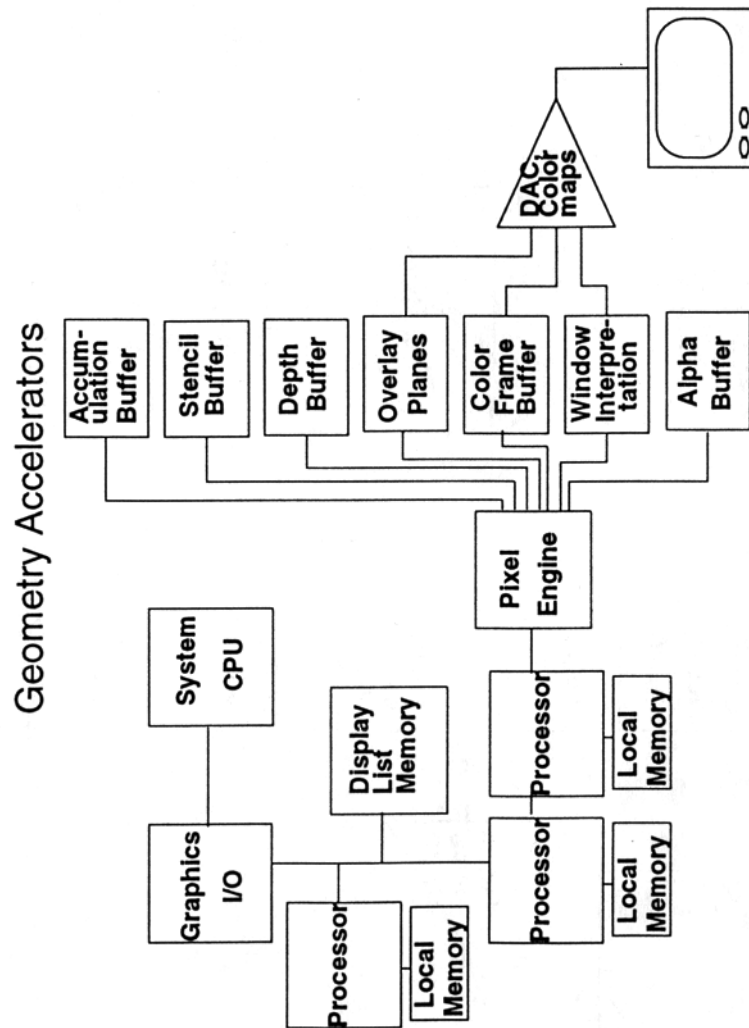 Geometry Accelerators
Graphics
I/O
System
CPU
Processor
Local
Memory
Display
List
Memory
Processor
Local
Memory
Processor
Local
Memory
Pixel
Engine
Accum-
ulation
Buffer
Stencil
Buffer
Depth
Buffer
Overlay
Planes
Color
Frame
Buffer
Window
Interpre-
tation
Alpha
Buffer
DAC,
Color
maps